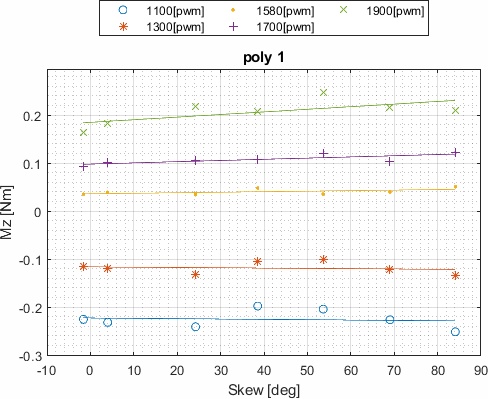 1100[pwm] 1580[pwm] 1900[pwm]
1300[pwm] 1700[pwm]
poly 1
Mz [Nm]
0.2
0.1
0
-0.1
-0.2
-0.3
-10 0 10 20 30 40 50 60 70 80 90
Skew [deg]